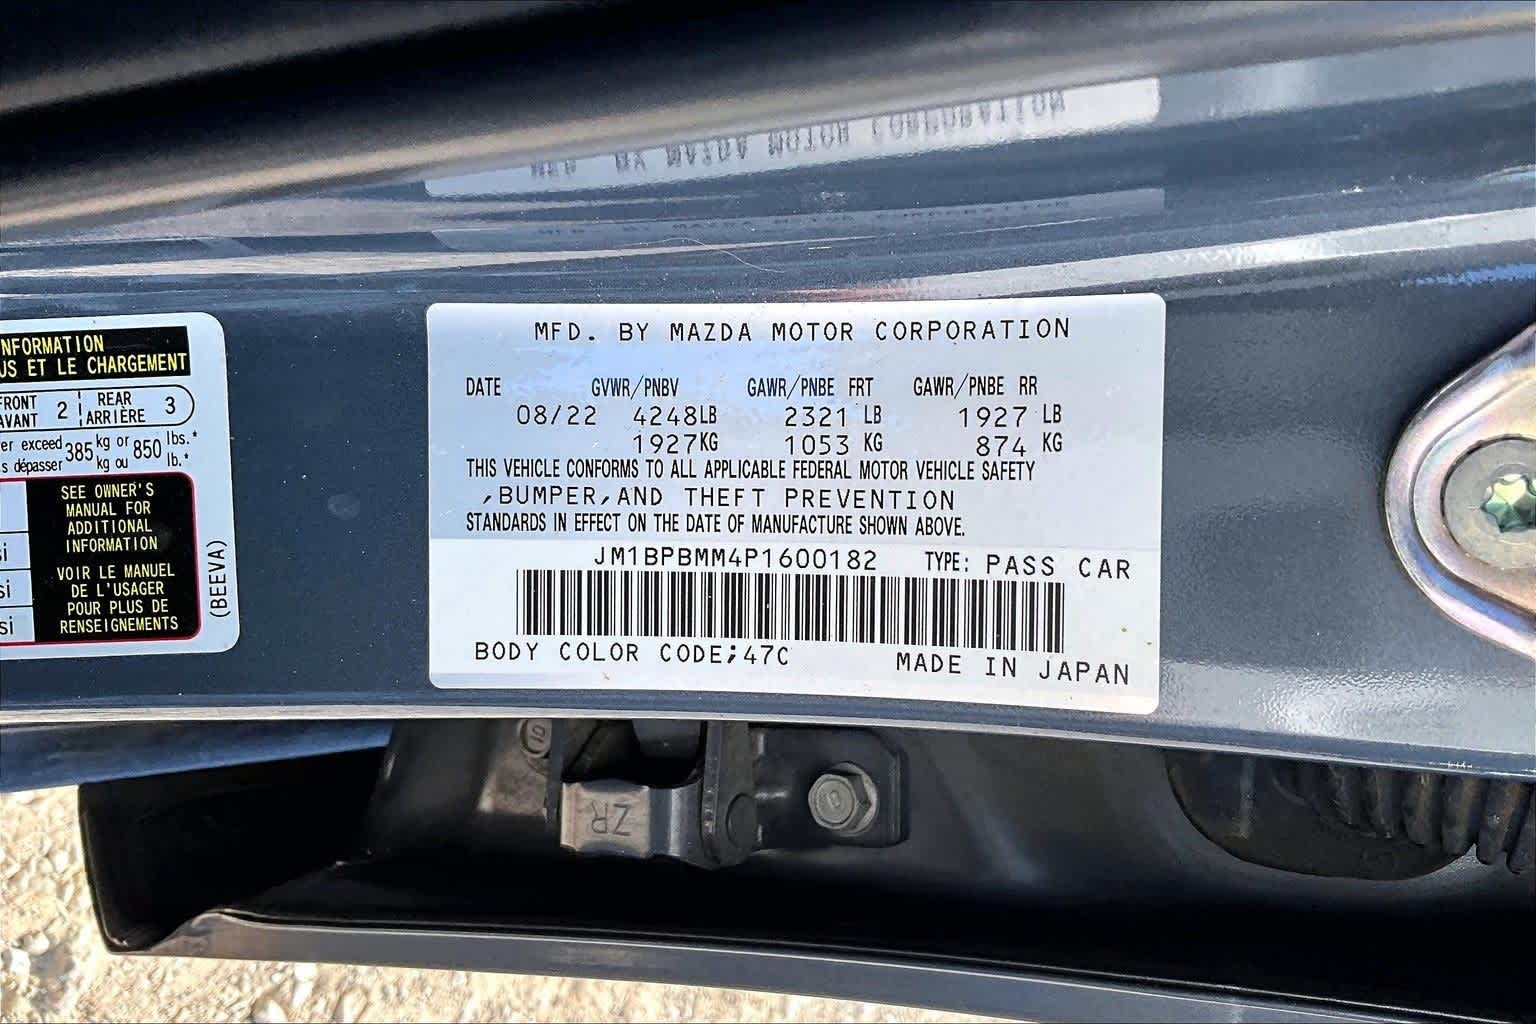 NFORMATION
US ET LE CHARGEMENT
FRONT
AVANT 2
REAR
ARRIÈRE 3
er exceed 385 kg or 850 lbs.*
s dépasser kg ou lb.*
SEE OWNER'S
MANUAL FOR
ADDITIONAL
INFORMATION
VOIR LE MANUEL
DE L'USAGER
POUR PLUS DE
RENSEIGNEMENTS
si
si
si
(BEEVA)
MFD. BY MAZDA MOTOR CORPORATION
DATE GVWR/PNBV GAWR/PNBE FRT GAWR/PNBE RR
08/22 4248LB 2321 LB 1927 LB
1927KG 1053 KG 874 KG
THIS VEHICLE CONFORMS TO ALL APPLICABLE FEDERAL MOTOR VEHICLE SAFETY
,BUMPER,AND THEFT PREVENTION
STANDARDS IN EFFECT ON THE DATE OF MANUFACTURE SHOWN ABOVE.
JM1BPBMM4P1600182 TYPE: PASS CAR
BODY COLOR CODE;47C MADE IN JAPAN
ZR